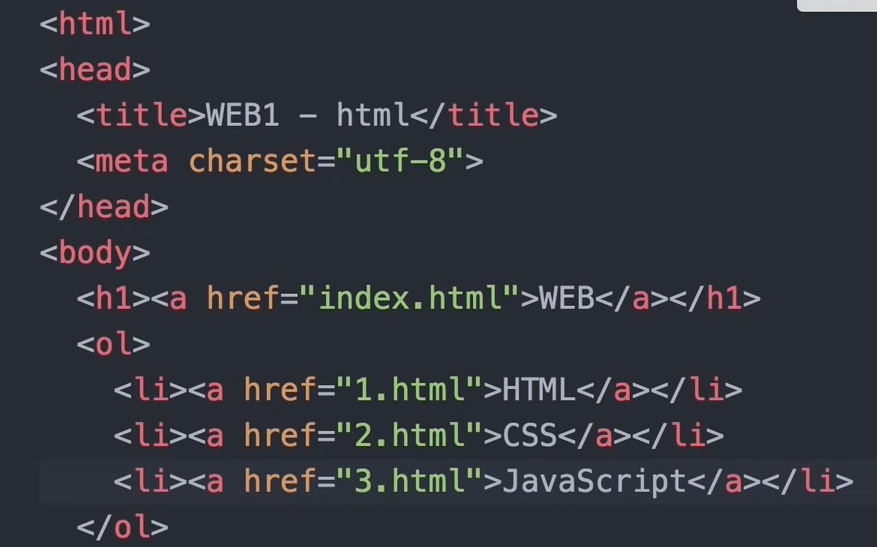 <html>
<head>
  <title>WEB1 - html</title>
  <meta charset="utf-8">
</head>
<body>
  <h1><a href="index.html">WEB</a></h1>
  <ol>
    <li><a href="1.html">HTML</a></li>
    <li><a href="2.html">CSS</a></li>
    <li><a href="3.html">JavaScript</a></li>
  </ol>